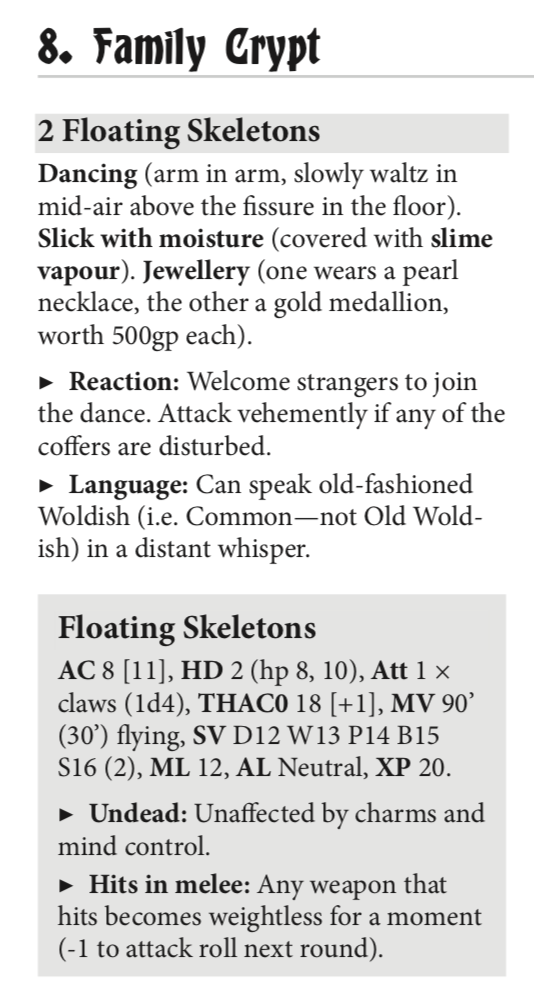 8. Family Crypt
2 Floating Skeletons
Dancing (arm in arm, slowly waltz in
mid-air above the fissure in the floor).
Slick with moisture (covered with slime
vapour). Jewellery (one wears a pearl
necklace, the other a gold medallion,
worth 500gp each).
► Reaction: Welcome strangers to join
the dance. Attack vehemently if any of the
coffers are disturbed.
► Language: Can speak old-fashioned
Woldish (i.e. Common—not Old Wold-
ish) in a distant whisper.
Floating Skeletons
AC 8 [11], HD 2 (hp 8, 10), Att 1 ×
claws (1d4), THAC0 18 [+1], MV 90’
(30’) flying, SV D12 W13 P14 B15
S16 (2), ML 12, AL Neutral, XP 20.
► Undead: Unaffected by charms and
mind control.
► Hits in melee: Any weapon that
hits becomes weightless for a moment
(-1 to attack roll next round).